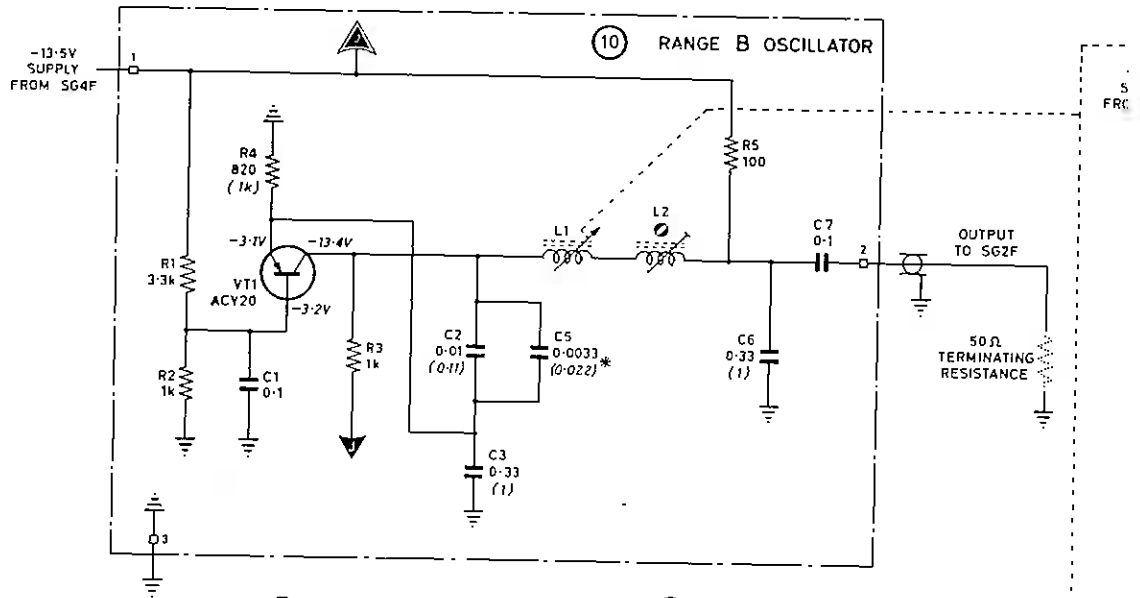 -13·5V
SUPPLY
FROM SG4F
1
J
10
RANGE B OSCILLATOR
R4
820
(1k)
-3·1V
-13·4V
VT1
ACY20
-3·2V
R1
3·3k
R2
1k
C1
0·1
R3
1k
J
C2
0·01
(0·11)
C5
0·0033
(0·022)*
C3
0·33
(1)
L1
L2
R5
100
C7
0·1
2
C6
0·33
(1)
OUTPUT
TO SG2F
50Ω
TERMINATING
RESISTANCE
3